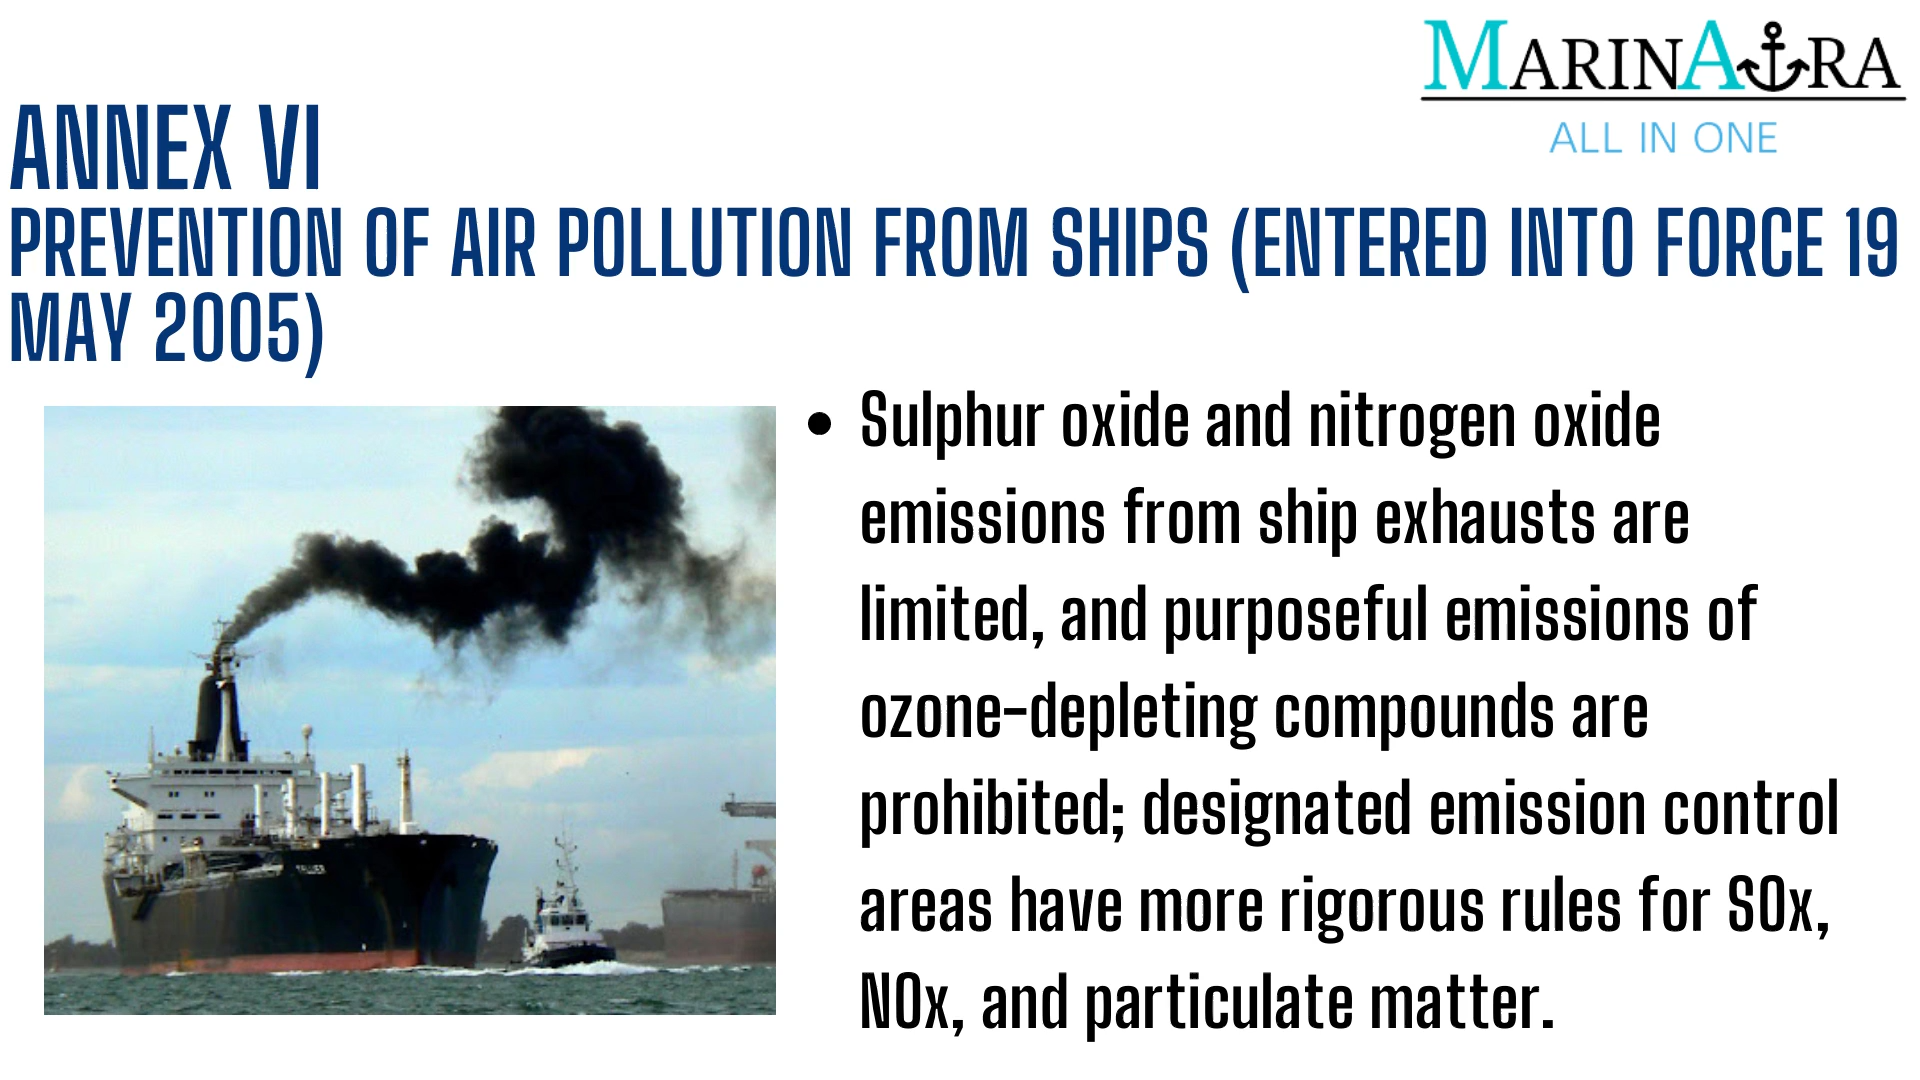 MARINAURA
ALL IN ONE
ANNEX VI
PREVENTION OF AIR POLLUTION FROM SHIPS (ENTERED INTO FORCE 19
MAY 2005)
Sulphur oxide and nitrogen oxide
emissions from ship exhausts are
limited, and purposeful emissions of
ozone-depleting compounds are
prohibited; designated emission control
areas have more rigorous rules for SOx,
NOx, and particulate matter.